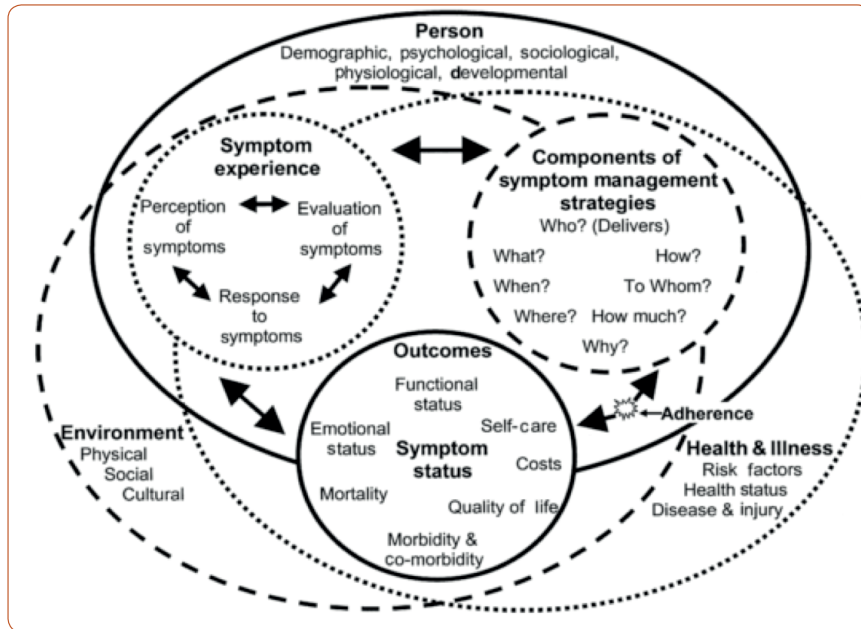 Person
Demographic, psychological, sociological,
physiological, developmental
Symptom
experience
Perception
of
symptoms
Evaluation
of
symptoms
Response
to
symptoms
Components of
symptom management
strategies
Who? (Delivers)
What?
How?
When?
To Whom?
Where?
How much?
Why?
Outcomes
Functional
status
Emotional
status
Self-care
Symptom
status
Costs
Mortality
Quality of life
Morbidity &
co-morbidity
Adherence
Environment
Physical
Social
Cultural
Health & Illness
Risk factors
Health status
Disease & injury